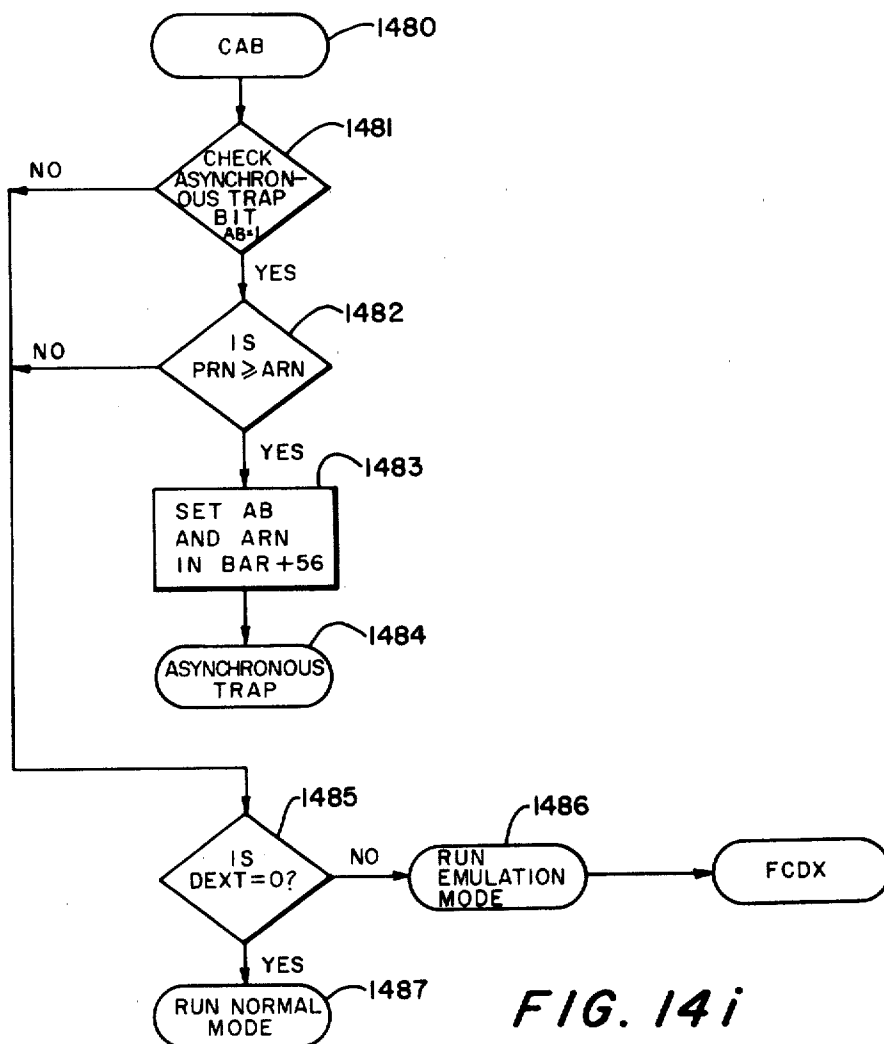 CAB
1480
CHECK
ASYNCHRON-
OUS TRAP
BIT
AB=1
1481
NO
YES
IS
PRN ⩾ ARN
1482
NO
YES
SET AB
AND ARN
IN BAR+56
1483
ASYNCHRONOUS
TRAP
1484
IS
DEXT=0?
1485
NO
RUN
EMULATION
MODE
1486
FCDX
YES
RUN NORMAL
MODE
1487
FIG. 14i